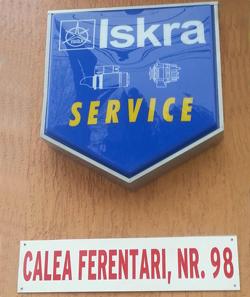 Iskra
SERVICE
CALEA FERENTARI, NR. 98